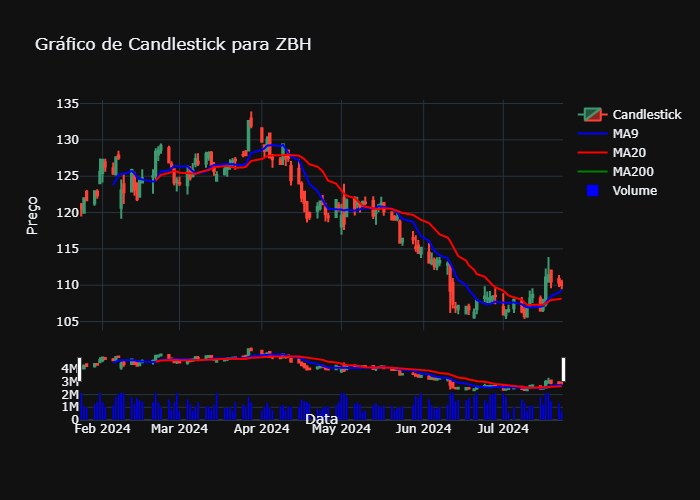 Gráfico de Candlestick para ZBH
135
130
125
120
115
110
105
Preço
Candlestick
MA9
MA20
MA200
Volume
4M
3M
2M
1M
0
Data
Feb 2024 Mar 2024 Apr 2024 May 2024 Jun 2024 Jul 2024